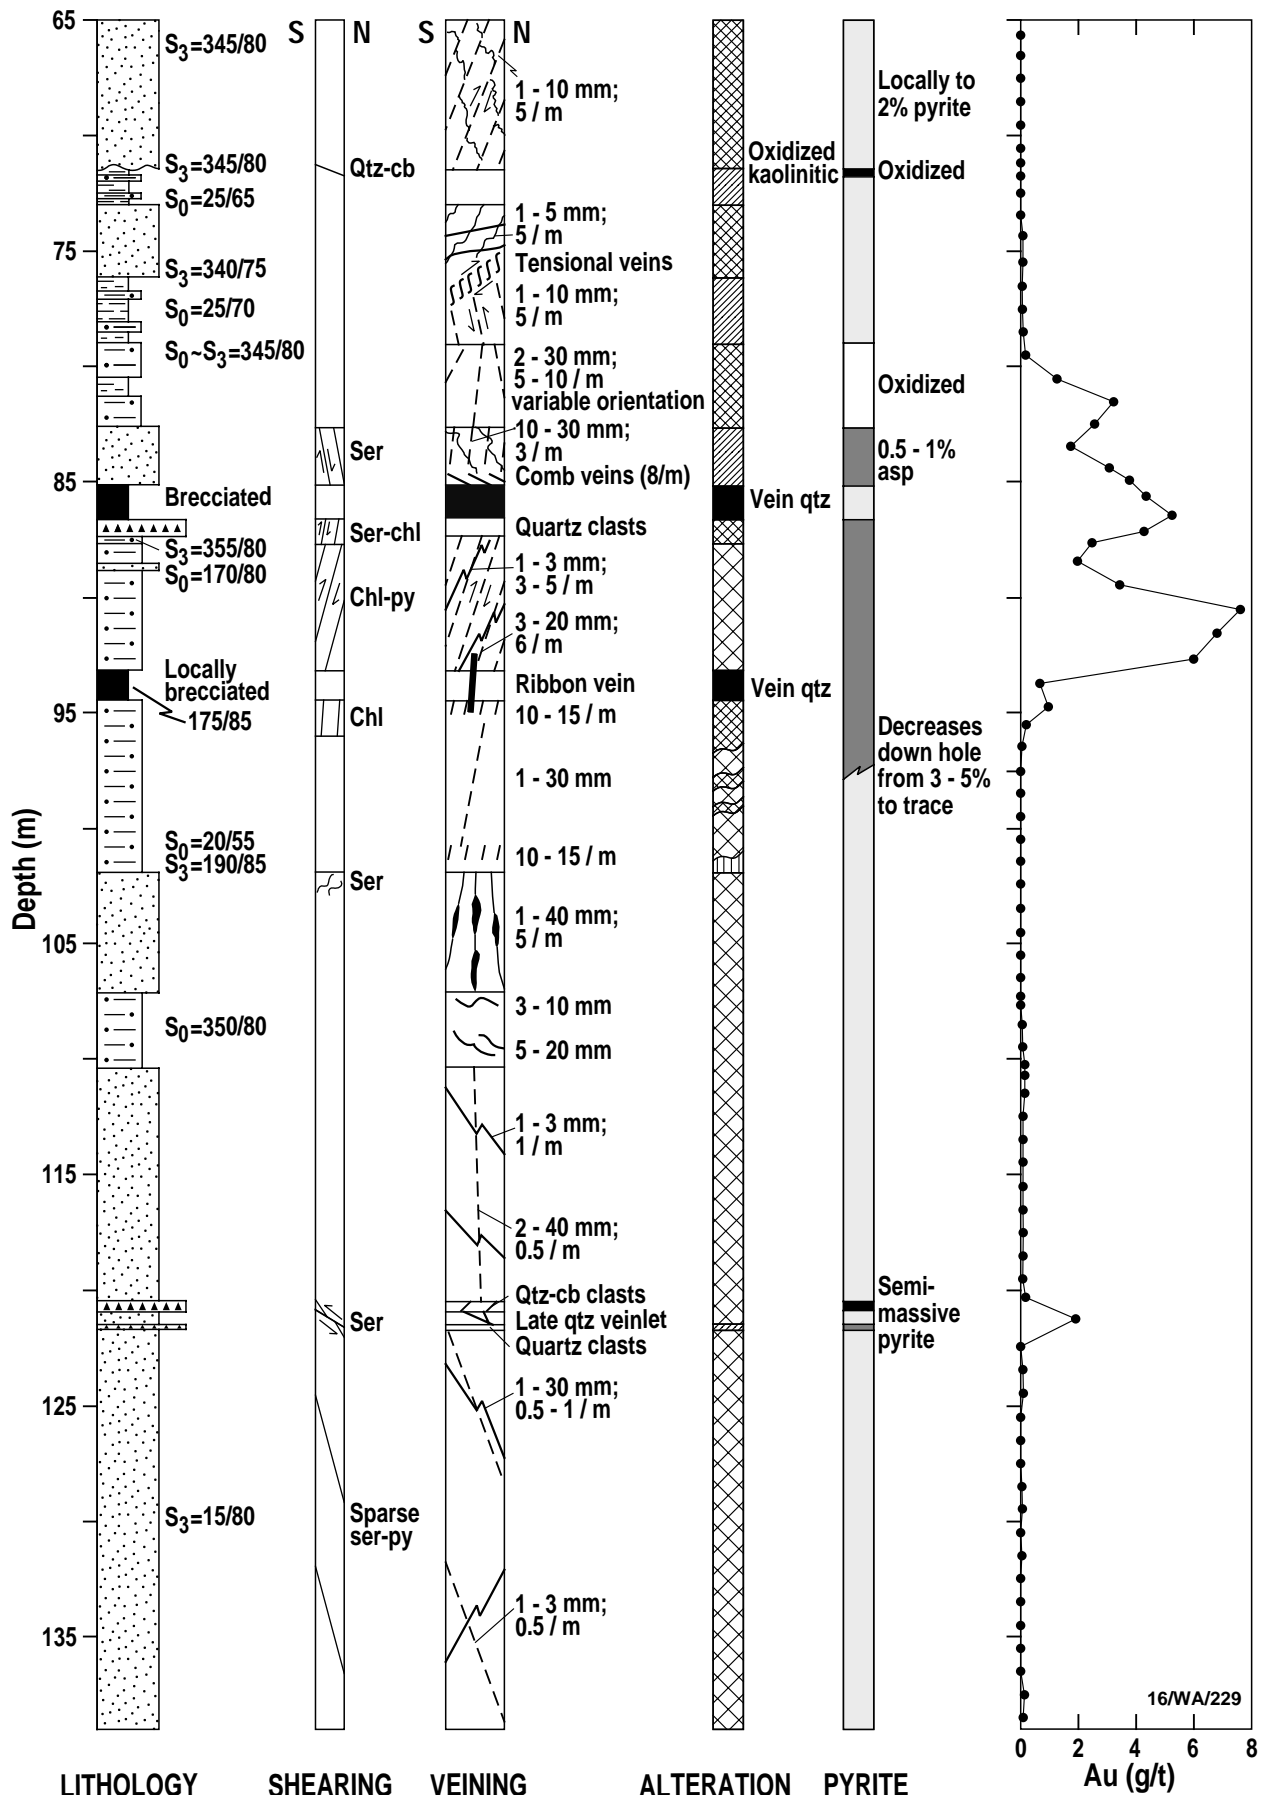 65
75
85
95
105
115
125
135
Depth (m)
S3=345/80
S3=345/80
S0=25/65
S3=340/75
S0=25/70
S0~S3=345/80
Brecciated
S3=355/80
S0=170/80
Locally
brecciated
175/85
S0=20/55
S3=190/85
S0=350/80
S3=15/80
LITHOLOGY
S N
Qtz-cb
Ser
Ser-chl
Chl-py
Chl
Ser
Ser
Sparse
ser-py
SHEARING
S N
1 - 10 mm;
5 / m
1 - 5 mm;
5 / m
Tensional veins
1 - 10 mm;
5 / m
2 - 30 mm;
5 - 10 / m
variable orientation
10 - 30 mm;
3 / m
Comb veins (8/m)
Quartz clasts
1 - 3 mm;
3 - 5 / m
3 - 20 mm;
6 / m
Ribbon vein
10 - 15 / m
1 - 30 mm
10 - 15 / m
1 - 40 mm;
5 / m
3 - 10 mm
5 - 20 mm
1 - 3 mm;
1 / m
2 - 40 mm;
0.5 / m
Qtz-cb clasts
Late qtz veinlet
Quartz clasts
1 - 30 mm;
0.5 - 1 / m
1 - 3 mm;
0.5 / m
VEINING
Oxidized
kaolinitic
Vein qtz
Vein qtz
ALTERATION
Locally to
2% pyrite
Oxidized
Oxidized
0.5 - 1%
asp
Decreases
down hole
from 3 - 5%
to trace
Semi-
massive
pyrite
PYRITE
16/WA/229
0 2 4 6 8
Au (g/t)